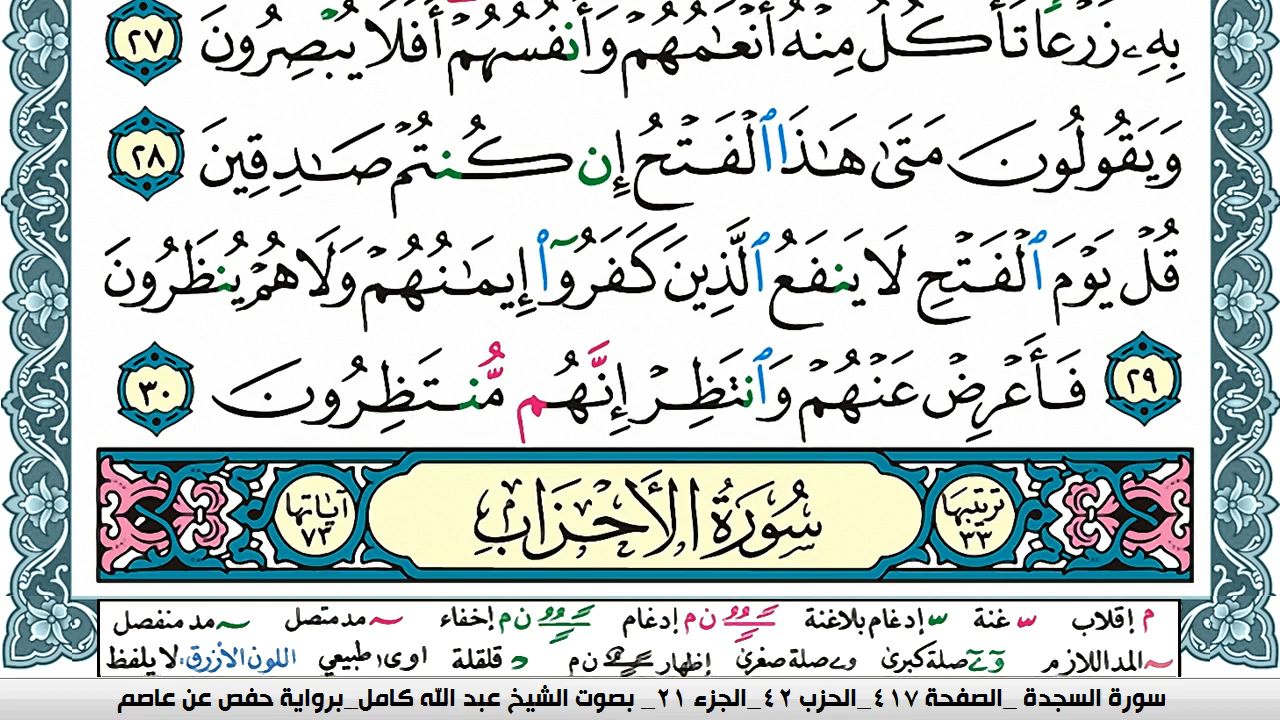 بِهِۦ زَرْعًا تَأْكُلُ مِنْهُ أَنْعَٰمُهُمْ وَأَنفُسُهُمْ أَفَلَا يُبْصِرُونَ ٢٧
وَيَقُولُونَ مَتَىٰ هَٰذَا ٱلْفَتْحُ إِن كُنتُمْ صَٰدِقِينَ ٢٨
قُلْ يَوْمَ ٱلْفَتْحِ لَا يَنفَعُ ٱلَّذِينَ كَفَرُوٓا۟ إِيمَٰنُهُمْ وَلَا هُمْ يُنظَرُونَ
٢٩ فَأَعْرِضْ عَنْهُمْ وَٱنتَظِرْ إِنَّهُم مُّنتَظِرُونَ ٣٠
ترتيبها ٣٣ سُورَةُ الأَحْزَابِ آياتها ٧٣
م إقلاب غنة إدغام بلاغنة ن م إدغام ن م إخفاء مد متصل مد منفصل
المد اللازم و ے صلة كبرى و ے صلة صغرى إظهار ن م قلقلة اوى طبيعي اللون الأزرق: لا يلفظ
سورة السجدة _الصفحة ٤١٧_الحزب ٤٢_الجزء ٢١_ بصوت الشيخ عبد الله كامل_برواية حفص عن عاصم